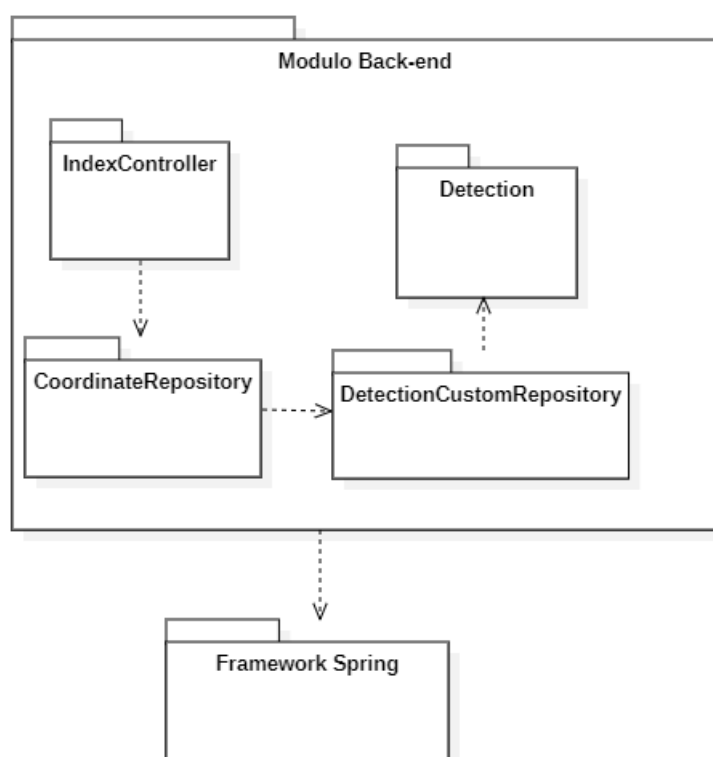 Modulo Back-end
IndexController
Detection
CoordinateRepository
DetectionCustomRepository
Framework Spring